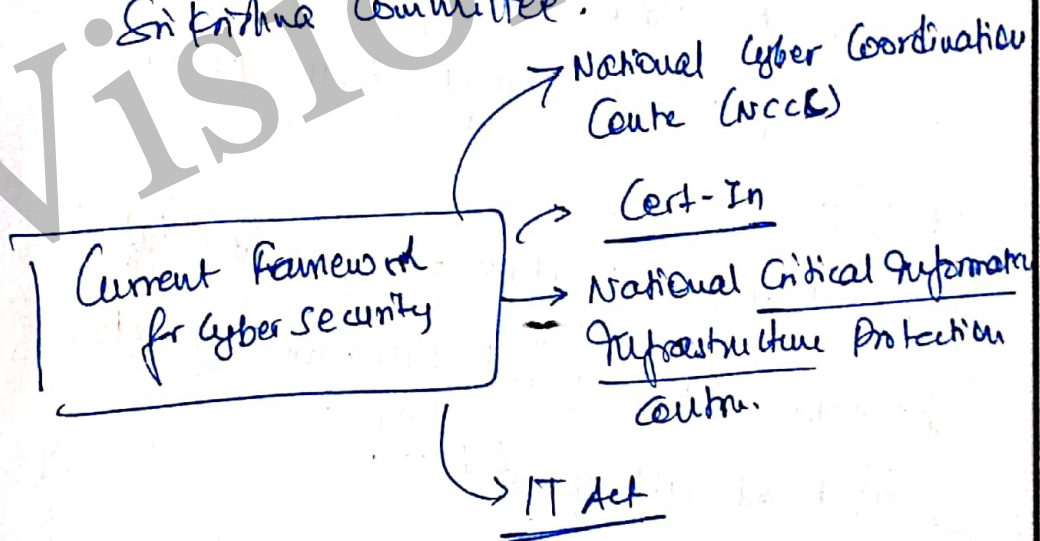 Sri Krishna Committee.
National Cyber Coordination
Centre (NCCC)
Cert-In
Current Framework
for Cyber security
National Critical Information
Infrastructure Protection
Centre.
IT Act
Vision